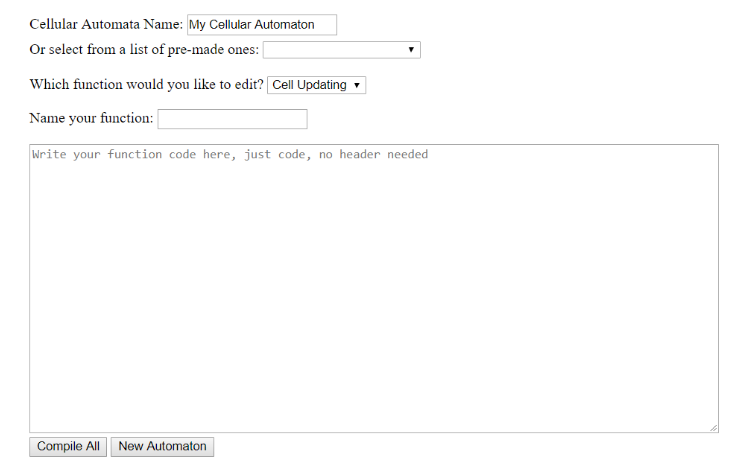 Cellular Automata Name: My Cellular Automaton
Or select from a list of pre-made ones:
Which function would you like to edit? Cell Updating
Name your function:
Write your function code here, just code, no header needed
Compile All New Automaton